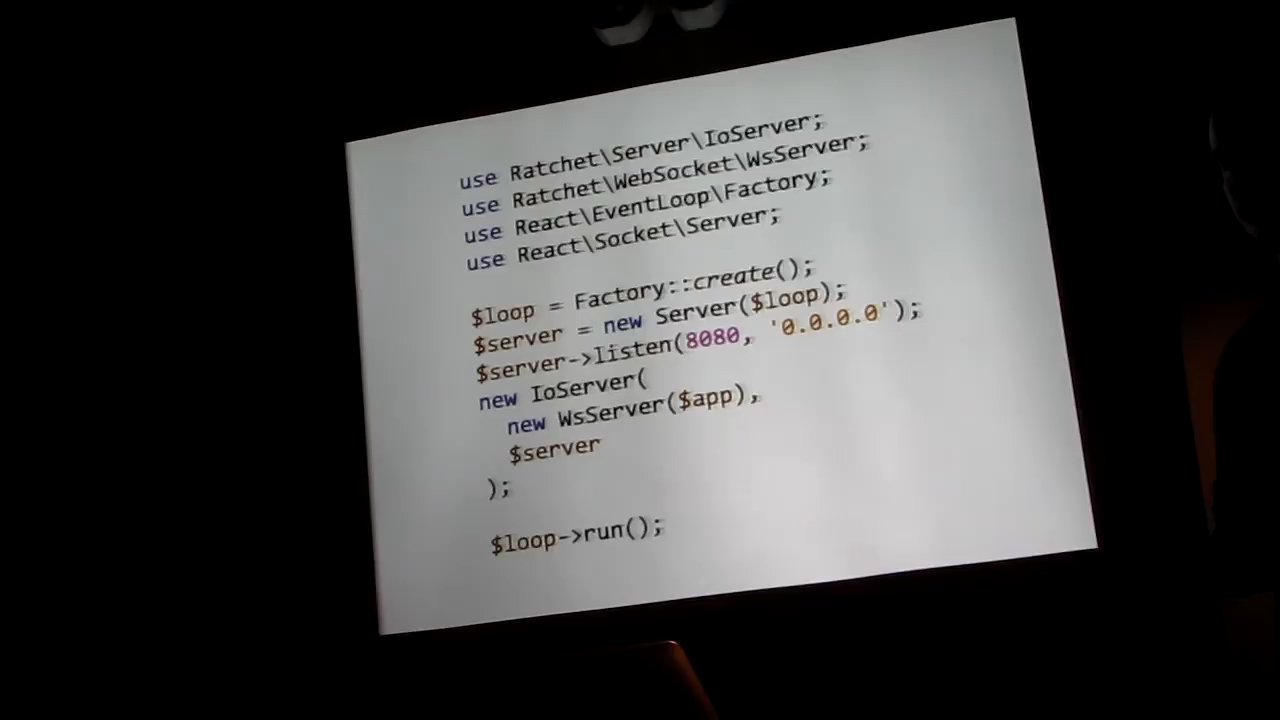 use Ratchet\Server\IoServer;
use Ratchet\WebSocket\WsServer;
use React\EventLoop\Factory;
use React\Socket\Server;
$loop = Factory::create();
$server = new Server($loop);
$server->listen(8080, '0.0.0.0');
new IoServer(
new WsServer($app),
$server
);
$loop->run();